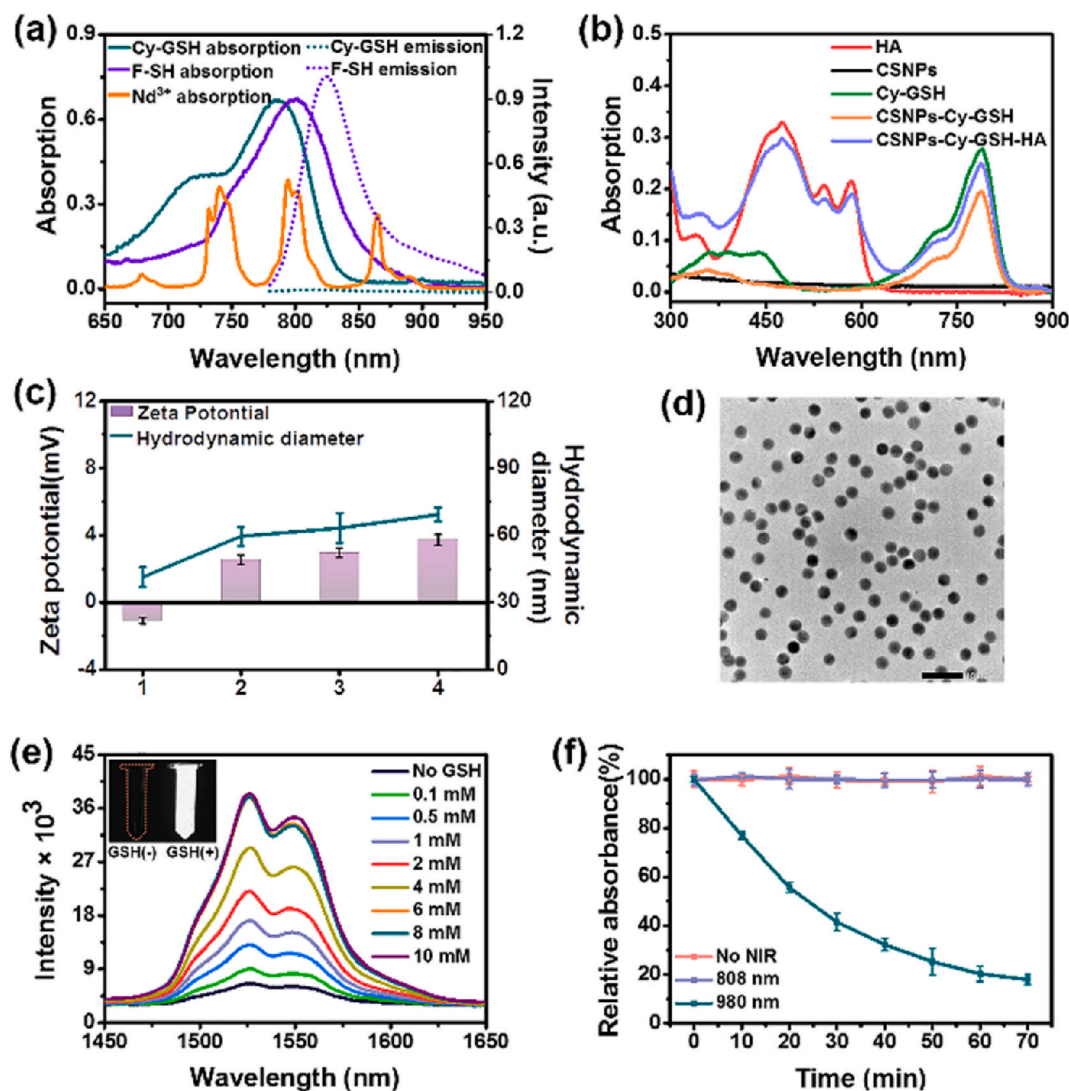 (a)
Cy-GSH absorption
F-SH absorption
Nd³⁺ absorption
Cy-GSH emission
F-SH emission
Absorption
0.9
0.6
0.3
0.0
Intensity (a.u.)
1.2
0.9
0.6
0.3
0.0
650 700 750 800 850 900 950
Wavelength (nm)
(b)
HA
CSNPs
Cy-GSH
CSNPs-Cy-GSH
CSNPs-Cy-GSH-HA
Absorption
0.5
0.4
0.3
0.2
0.1
0.0
300 450 600 750 900
Wavelength (nm)
(c)
Zeta Potential
Hydrodynamic diameter
Zeta potential(mV)
12
8
4
0
-4
Hydrodynamic
diameter (nm)
120
90
60
30
0
1 2 3 4
(d)
(e)
GSH(-) GSH(+)
No GSH
0.1 mM
0.5 mM
1 mM
2 mM
4 mM
6 mM
8 mM
10 mM
Intensity × 10³
45
36
27
18
9
0
1450 1500 1550 1600 1650
Wavelength (nm)
(f)
No NIR
808 nm
980 nm
Relative absorbance(%)
100
80
60
40
20
0
0 10 20 30 40 50 60 70
Time (min)